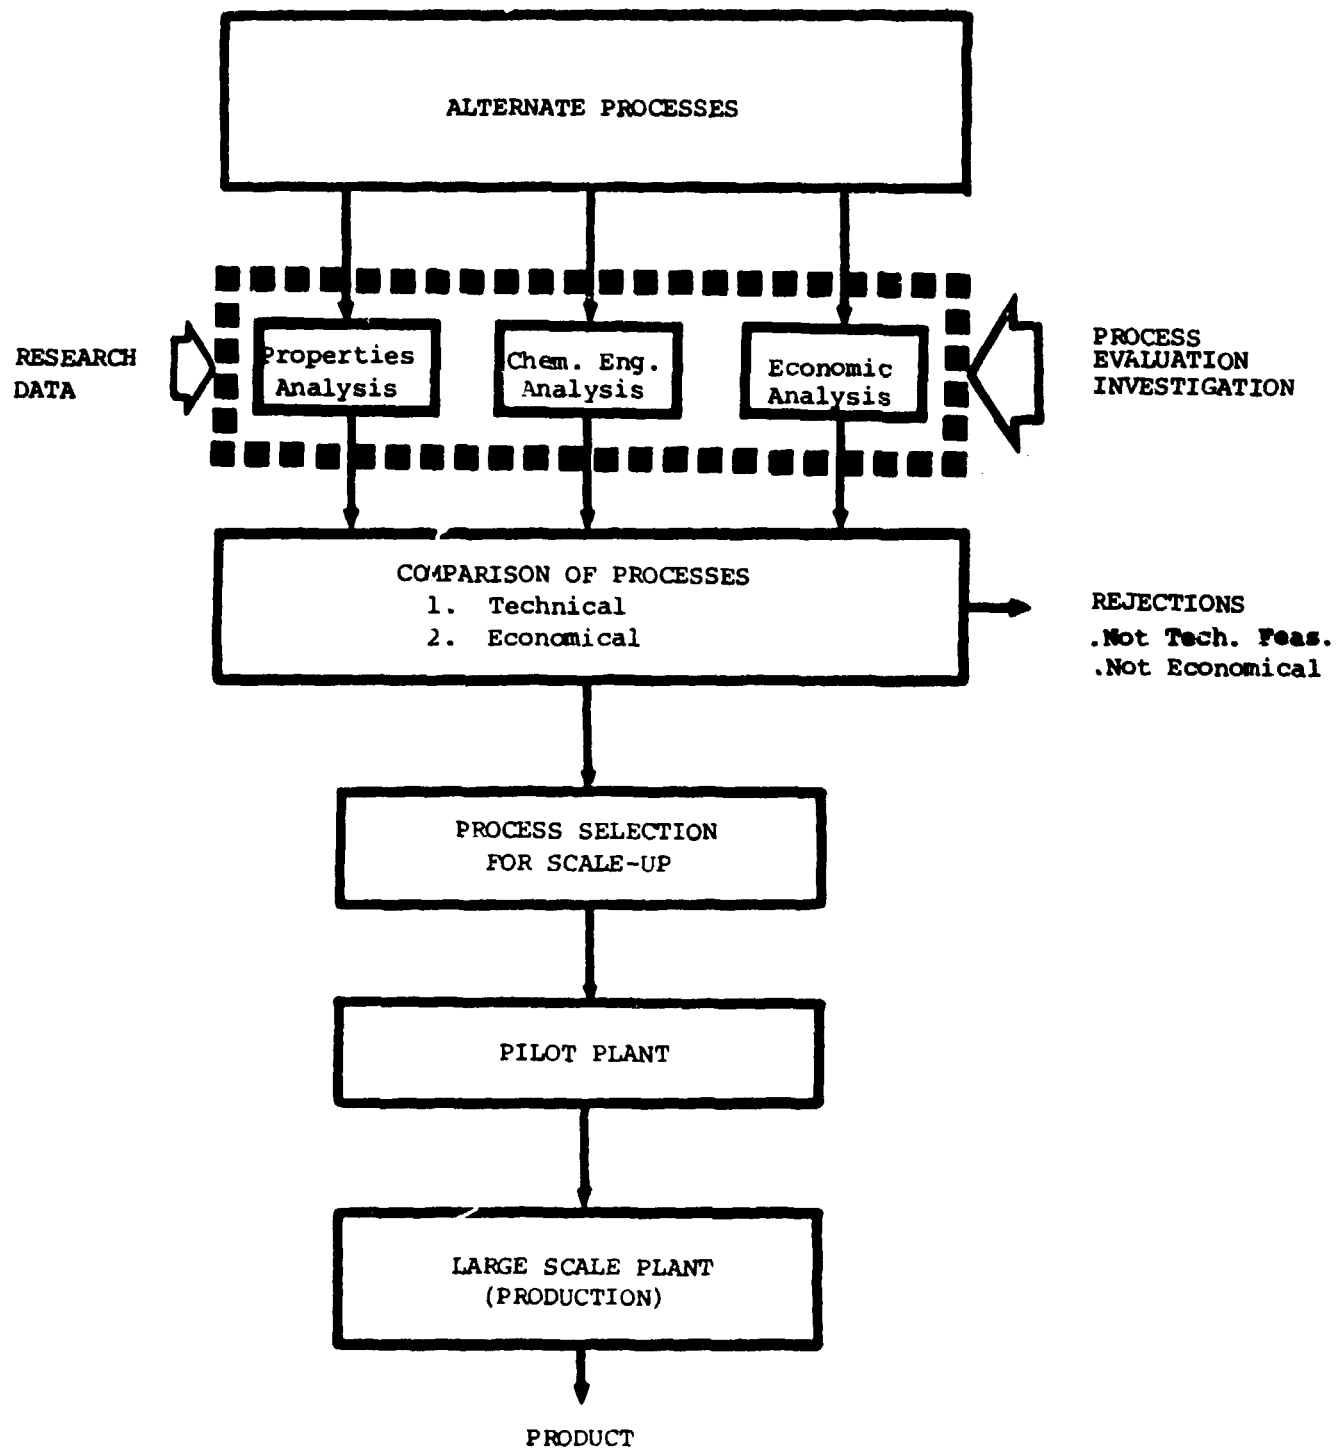 ALTERNATE PROCESSES
RESEARCH
DATA
Properties
Analysis
Chem. Eng.
Analysis
Economic
Analysis
PROCESS
EVALUATION
INVESTIGATION
COMPARISON OF PROCESSES
1. Technical
2. Economical
REJECTIONS
.Not Tech. Feas.
.Not Economical
PROCESS SELECTION
FOR SCALE-UP
PILOT PLANT
LARGE SCALE PLANT
(PRODUCTION)
PRODUCT